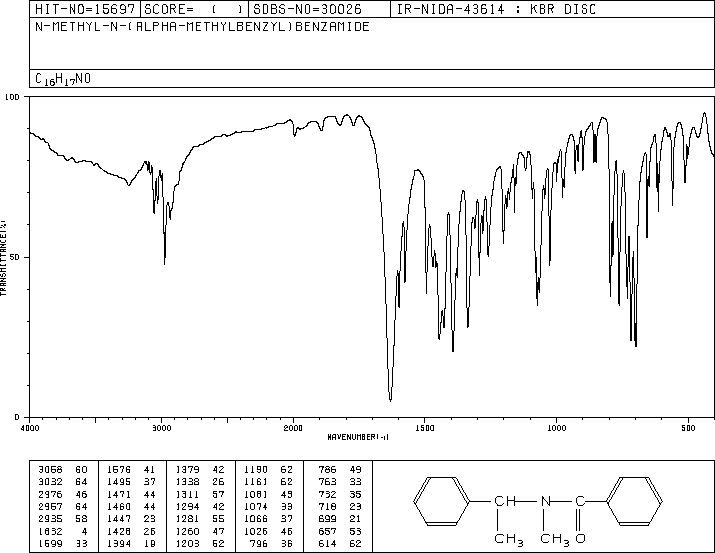 HIT-NO=15697 SCORE= ( ) SDBS-NO=30026 IR-NIDA-43614 : KBR DISC
N-METHYL-N-(ALPHA-METHYLBENZYL)BENZAMIDE
C16H17NO
100
50
0
TRANSMITTANCE(%)
4000 3000 2000 1500 1000 500
WAVENUMBER(-1)
3068 60 1576 41 1379 42 1190 62 786 49
3032 64 1495 37 1338 26 1161 62 763 33
2976 46 1471 44 1311 57 1081 49 732 35
2967 64 1460 44 1294 42 1074 33 718 23
2935 58 1447 23 1281 55 1066 37 699 21
1632 4 1428 26 1260 47 1026 46 657 53
1599 33 1394 19 1203 52 796 36 614 62
CH N C
CH3 CH3 O